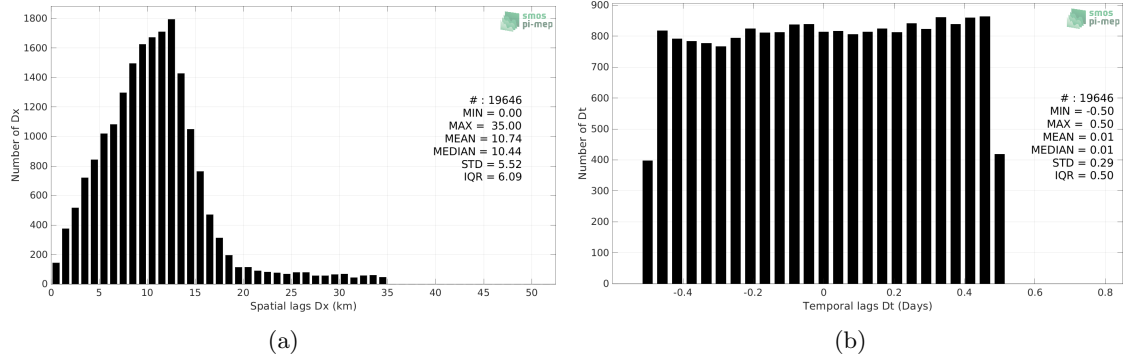 1800
1600
1400
1200
1000
800
600
400
200
0
Number of Dx
smos
pi-mep
# : 19646
MIN = 0.00
MAX = 35.00
MEAN = 10.74
MEDIAN = 10.44
STD = 5.52
IQR = 6.09
0 5 10 15 20 25 30 35 40 45 50
Spatial lags Dx (km)
(a)
900
800
700
600
500
400
300
200
100
0
Number of Dt
smos
pi-mep
# : 19646
MIN = -0.50
MAX = 0.50
MEAN = 0.01
MEDIAN = 0.01
STD = 0.29
IQR = 0.50
-0.4 -0.2 0 0.2 0.4 0.6 0.8
Temporal lags Dt (Days)
(b)